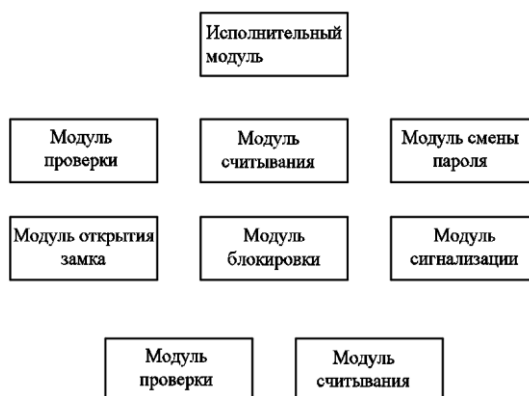 Исполнительный
модуль
Модуль
проверки
Модуль
считывания
Модуль смены
пароля
Модуль открытия
замка
Модуль
блокировки
Модуль
сигнализации
Модуль
проверки
Модуль
считывания